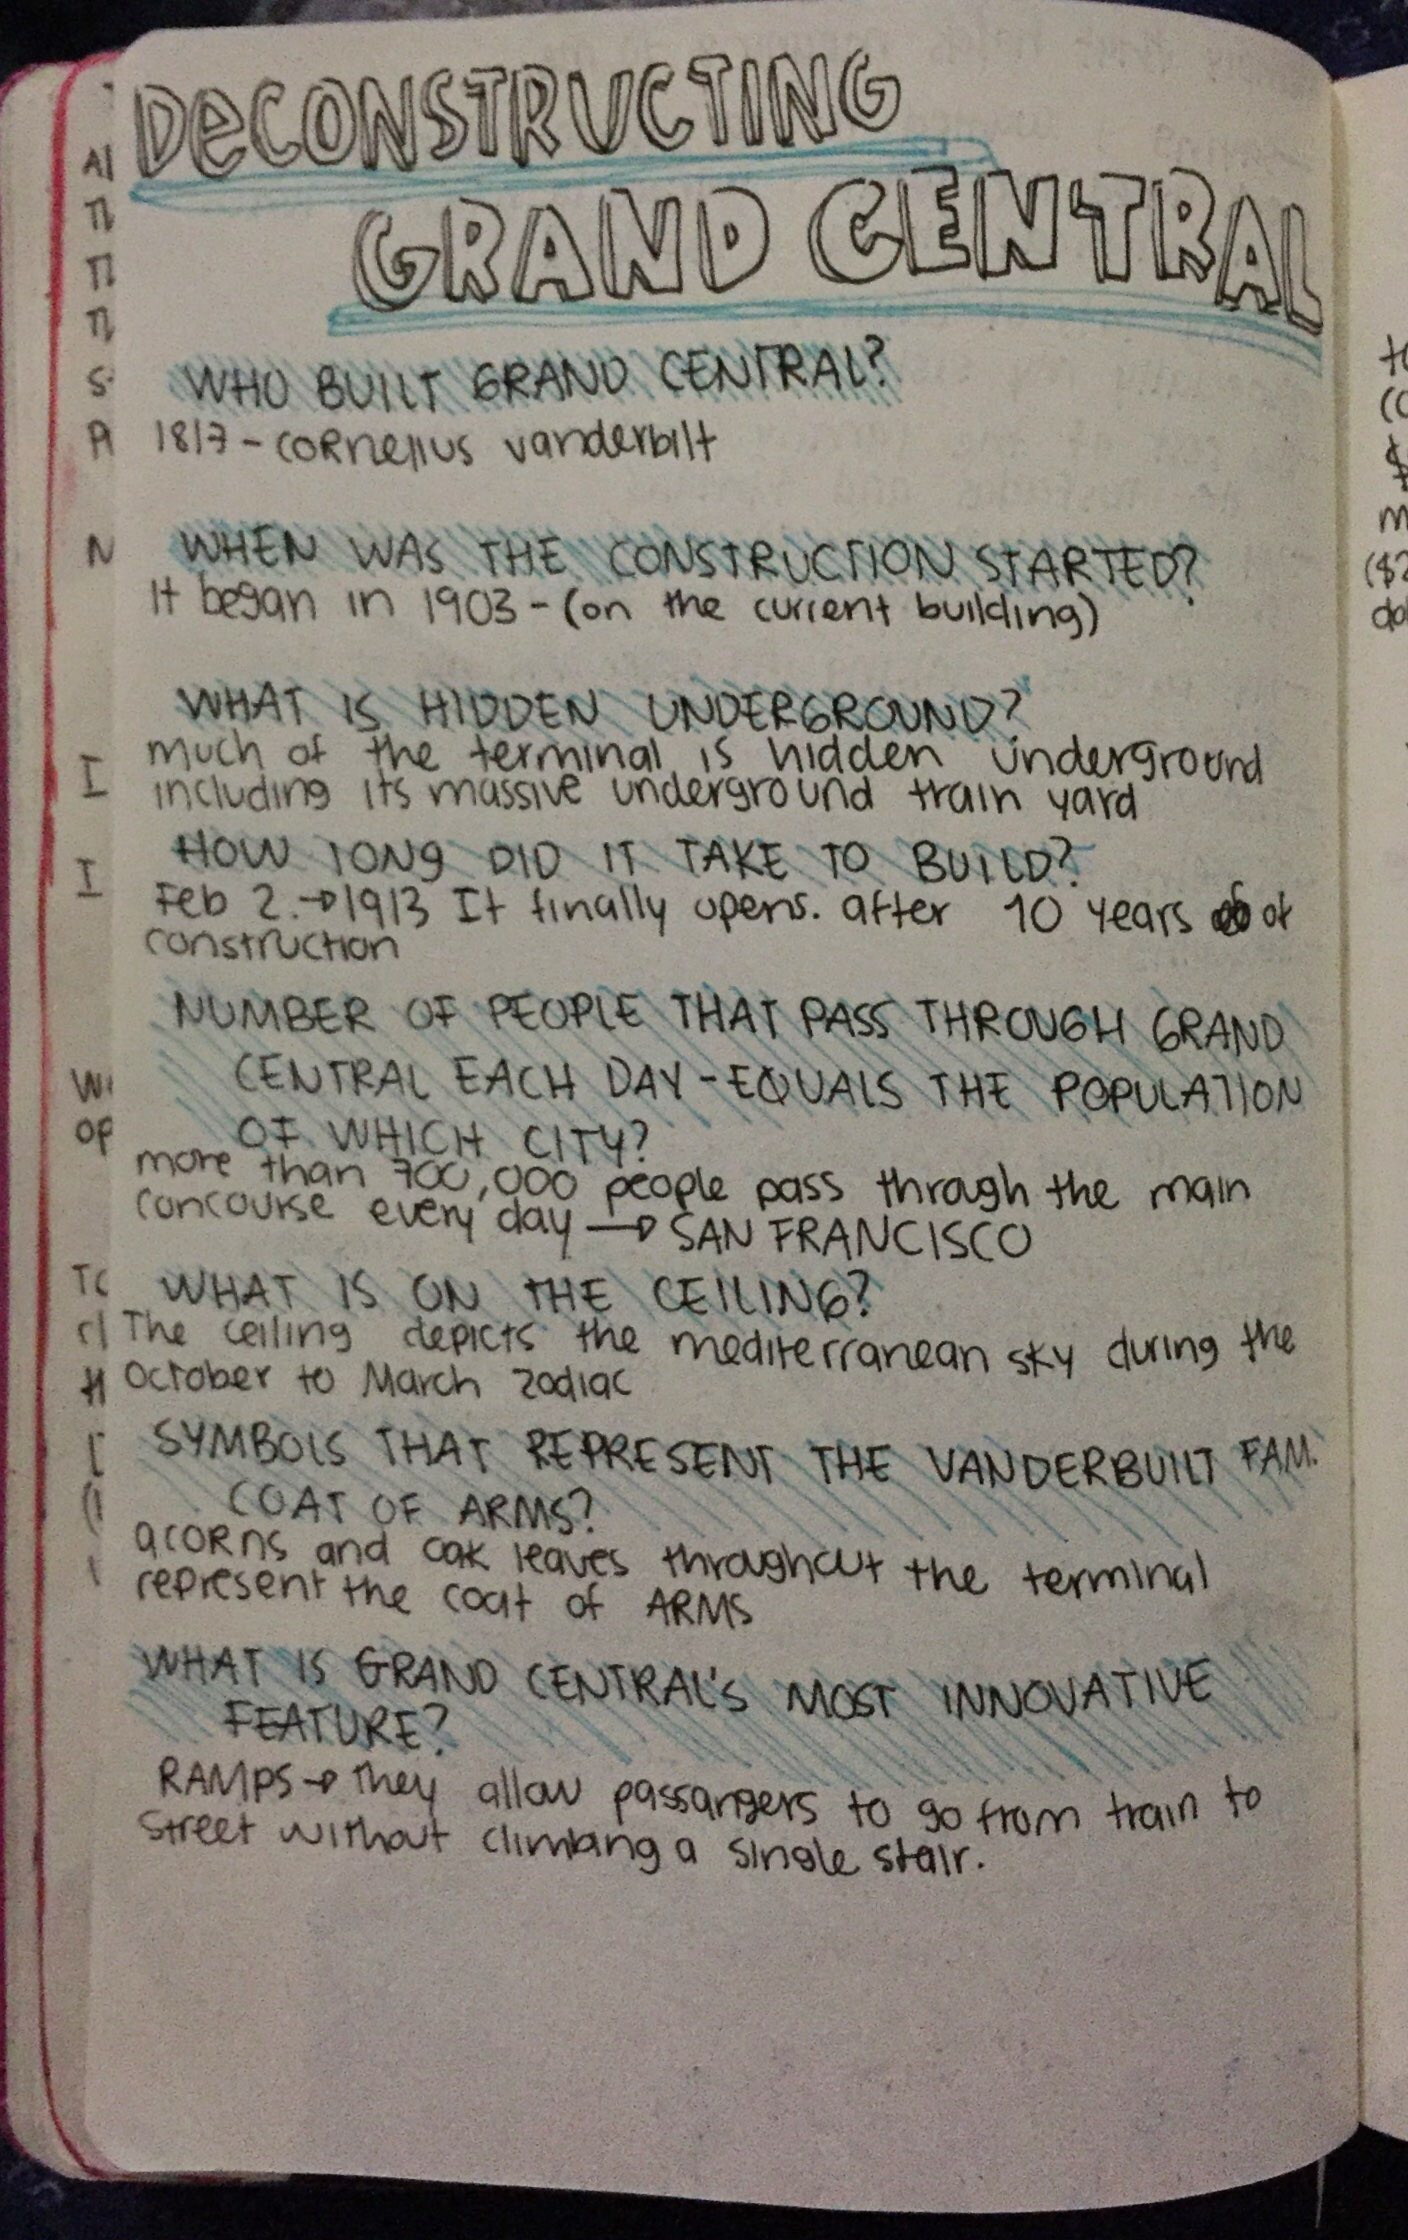 DeCONSTRUCTING
GRAND CENTRAL
WHO BUILT GRAND CENTRAL?
1817 - CORNelIUS vanderbilt
WHEN WAS THE CONSTRUCTION STARTED?
It began in 1903 - (on the current building)
WHAT IS HIDDEN UNDERGROUND?
much of the terminal is hidden underground
including its massive underground train yard
HOW lONg DID IT TAKE TO BUILD?
Feb 2. → 1913 It finally opens. after 10 years of
construction
NUMBER OF PEOPLE THAT PASS THROUGH GRAND
CENTRAL EACH DAY - EQUALS THE POPULATION
OF WHICH CITY?
more than 700,000 people pass through the main
concourse every day → SAN FRANCISCO
WHAT IS ON THE CEILING?
The ceiling depicts the mediterranean sky during the
October to March zodiac
SYMBOLS THAT REPRESENT THE VANDERBUILT FAM.
COAT OF ARMS?
acorns and oak leaves throughout the terminal
represent the coat of ARMS
WHAT IS GRAND CENTRAL'S MOST INNOVATIVE
FEATURE?
RAMPS → They allow passangers to go from train to
street without climbing a single stair.